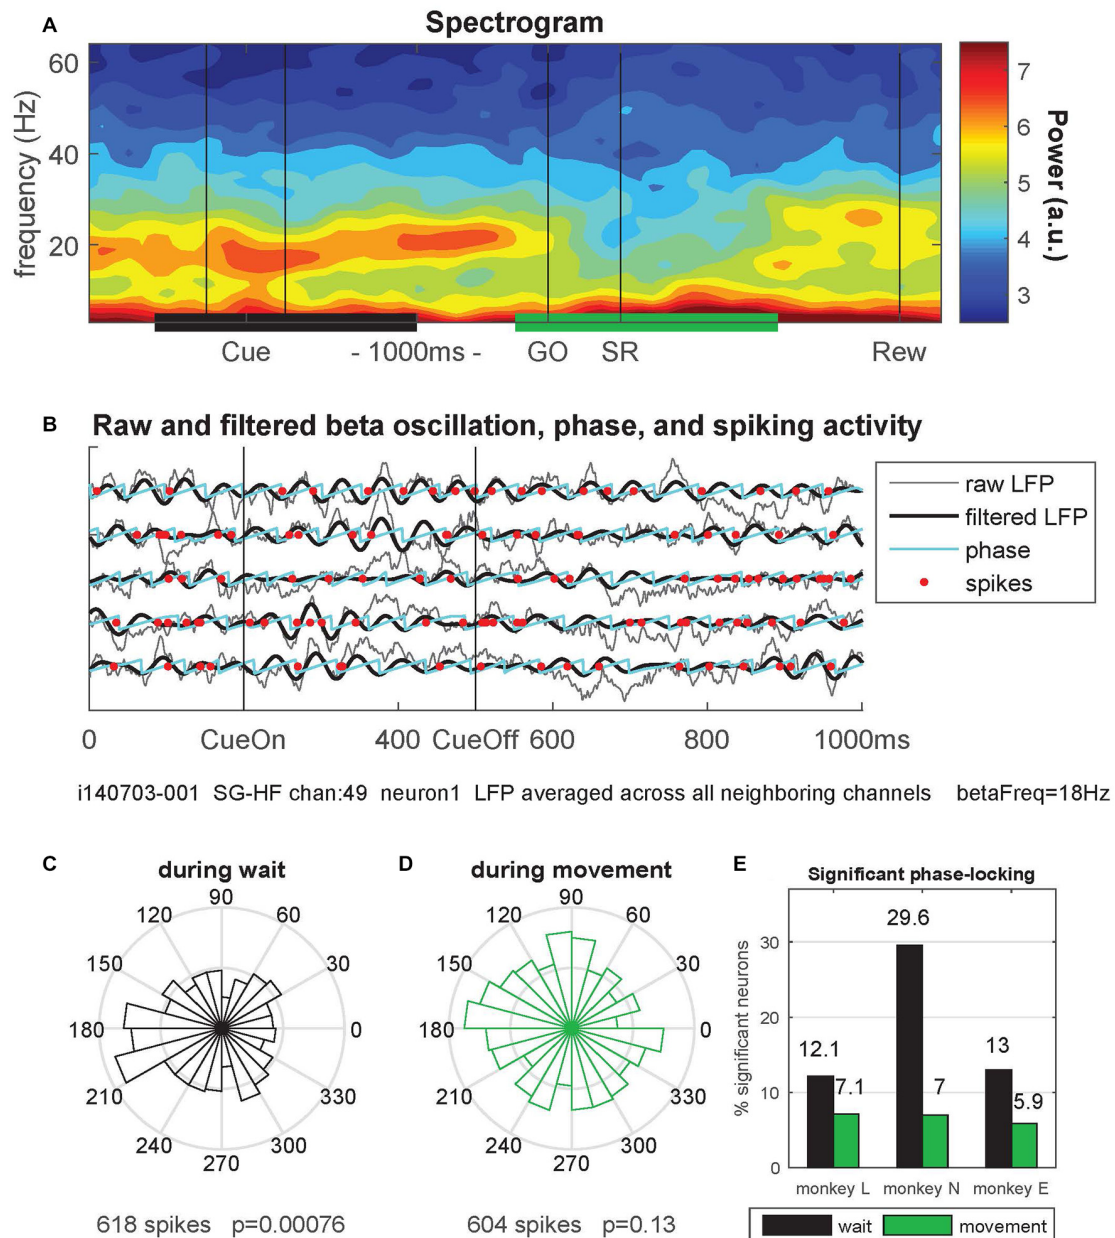 A
Spectrogram
frequency (Hz)
60
40
20
Cue
- 1000ms -
GO
SR
Rew
7
6
5
4
3
Power (a.u.)
B
Raw and filtered beta oscillation, phase, and spiking activity
raw LFP
filtered LFP
phase
spikes
0 CueOn 400 CueOff 600 800 1000ms
i140703-001 SG-HF chan:49 neuron1 LFP averaged across all neighboring channels betaFreq=18Hz
C
during wait
90
60
30
0
330
300
270
240
210
180
150
120
618 spikes p=0.00076
D
during movement
90
60
30
0
330
300
270
240
210
180
150
120
604 spikes p=0.13
E
Significant phase-locking
% significant neurons
30
20
10
0
12.1
7.1
29.6
7
13
5.9
monkey L monkey N monkey E
wait movement